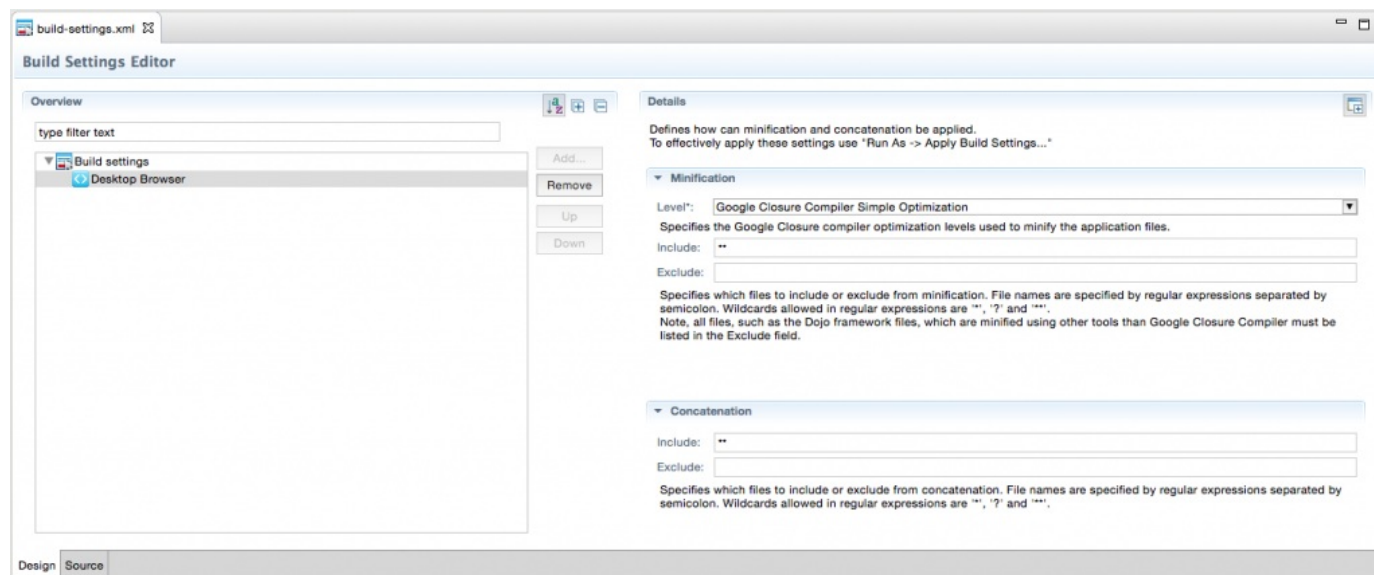 build-settings.xml
Build Settings Editor
Overview
type filter text
Build settings
Desktop Browser
Add...
Remove
Up
Down
Details
Defines how can minification and concatenation be applied.
To effectively apply these settings use "Run As -> Apply Build Settings..."
Minification
Level*: Google Closure Compiler Simple Optimization
Specifies the Google Closure compiler optimization levels used to minify the application files.
Include: **
Exclude:
Specifies which files to include or exclude from minification. File names are specified by regular expressions separated by
semicolon. Wildcards allowed in regular expressions are '*', '?' and '**'.
Note, all files, such as the Dojo framework files, which are minified using other tools than Google Closure Compiler must be
listed in the Exclude field.
Concatenation
Include: **
Exclude:
Specifies which files to include or exclude from concatenation. File names are specified by regular expressions separated by
semicolon. Wildcards allowed in regular expressions are '*', '?' and '**'.
Design Source